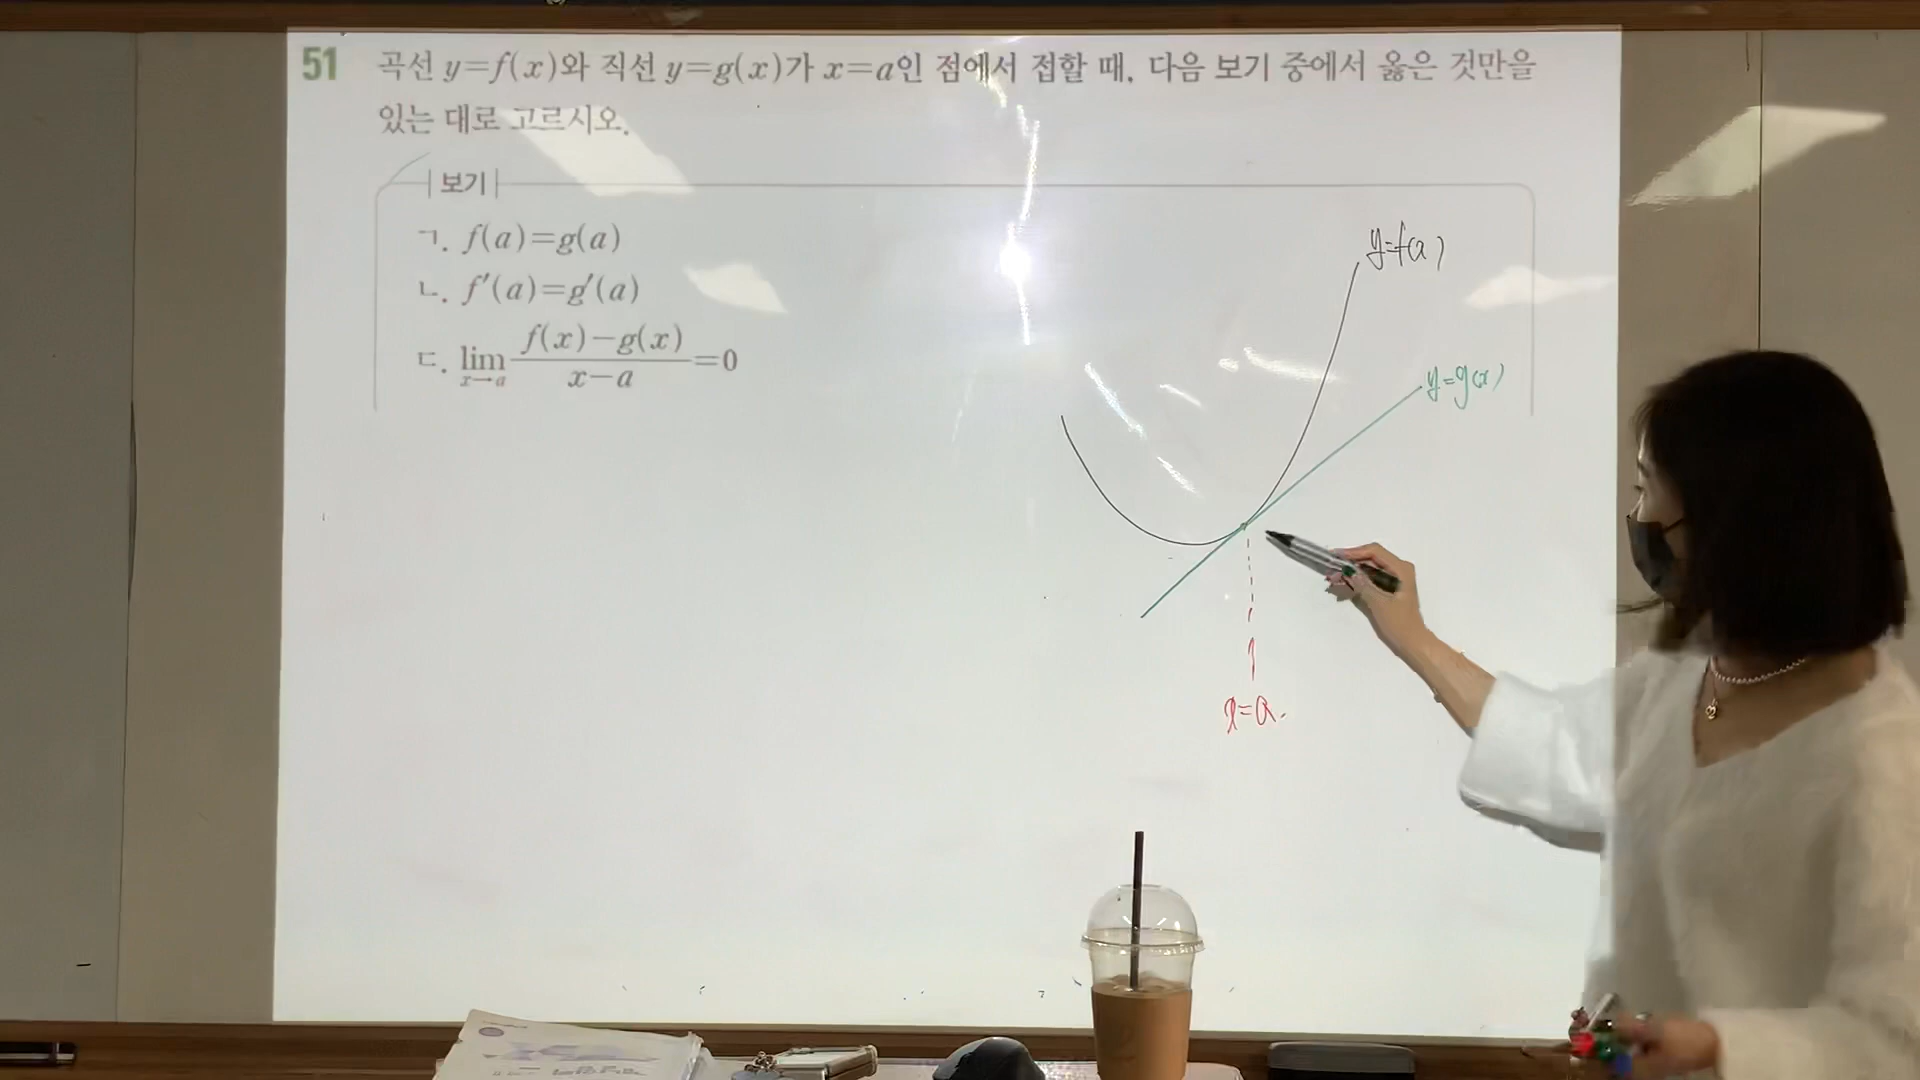 51 곡선 y=f(x)와 직선 y=g(x)가 x=a인 점에서 접할 때, 다음 보기 중에서 옳은 것만을
있는 대로 고르시오.
보기
ㄱ. f(a)=g(a)
ㄴ. f′(a)=g′(a)
ㄷ. lim x→a f(x)−g(x) / x−a =0
y=f(x)
y=g(x)
x=a.